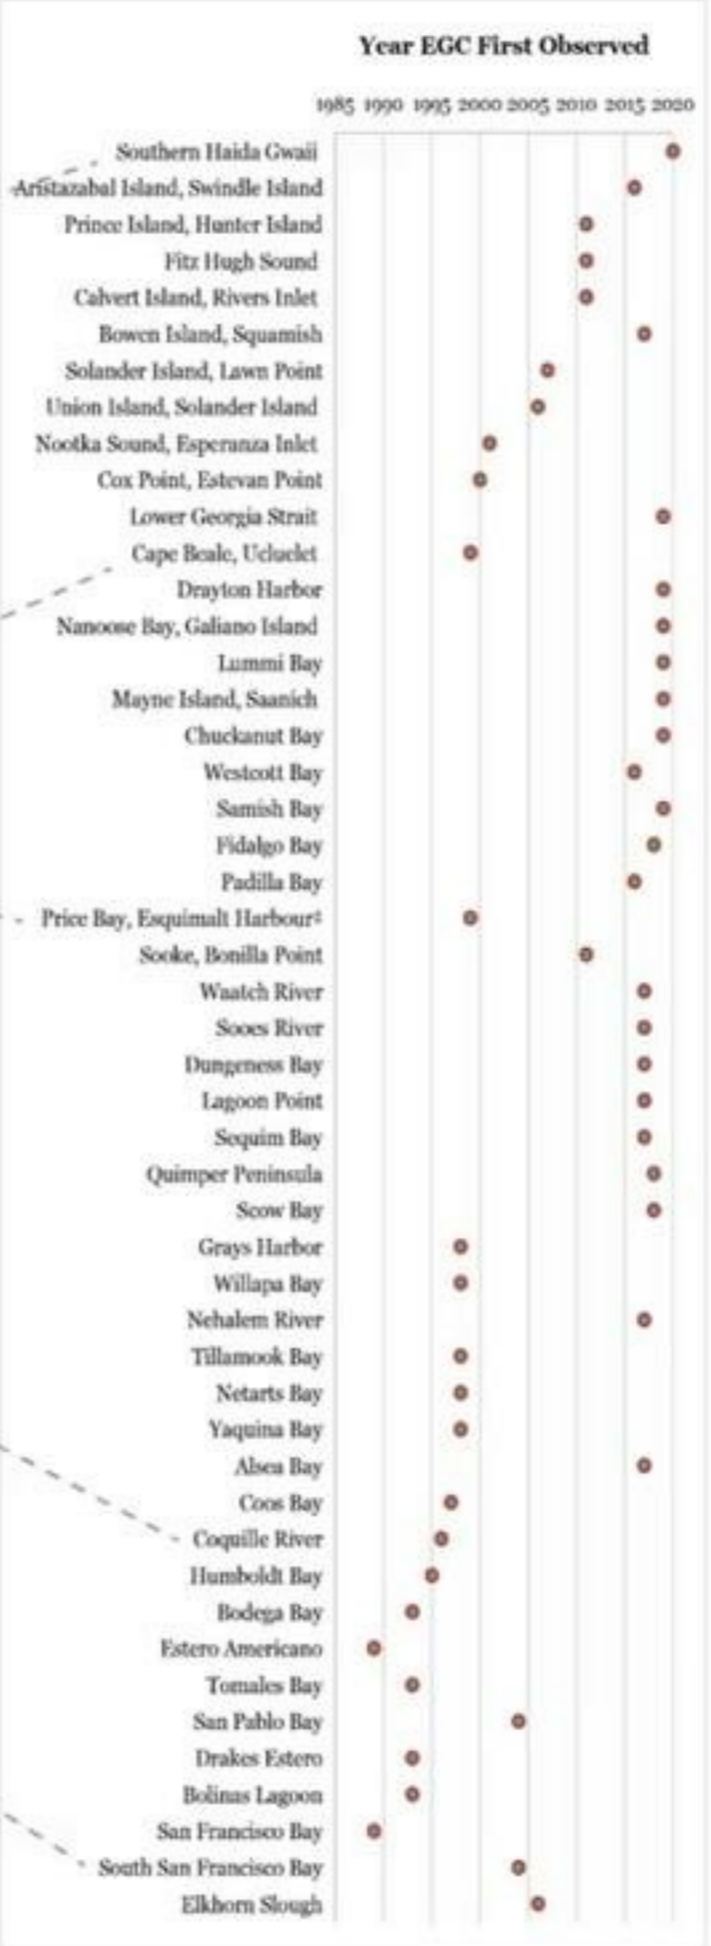 Year EGC First Observed
1985 1990 1995 2000 2005 2010 2015 2020
Southern Haida Gwaii
Aristazabal Island, Swindle Island
Prince Island, Hunter Island
Fitz Hugh Sound
Calvert Island, Rivers Inlet
Bowen Island, Squamish
Solander Island, Lawn Point
Union Island, Solander Island
Nootka Sound, Esperanza Inlet
Cox Point, Estevan Point
Lower Georgia Strait
Cape Beale, Ucluelet
Drayton Harbor
Nanoose Bay, Galiano Island
Lummi Bay
Mayne Island, Saanich
Chuckanut Bay
Westcott Bay
Samish Bay
Fidalgo Bay
Padilla Bay
Price Bay, Esquimalt Harbour‡
Sooke, Bonilla Point
Waatch River
Sooes River
Dungeness Bay
Lagoon Point
Sequim Bay
Quimper Peninsula
Scow Bay
Grays Harbor
Willapa Bay
Nehalem River
Tillamook Bay
Netarts Bay
Yaquina Bay
Alsea Bay
Coos Bay
Coquille River
Humboldt Bay
Bodega Bay
Estero Americano
Tomales Bay
San Pablo Bay
Drakes Estero
Bolinas Lagoon
San Francisco Bay
South San Francisco Bay
Elkhorn Slough